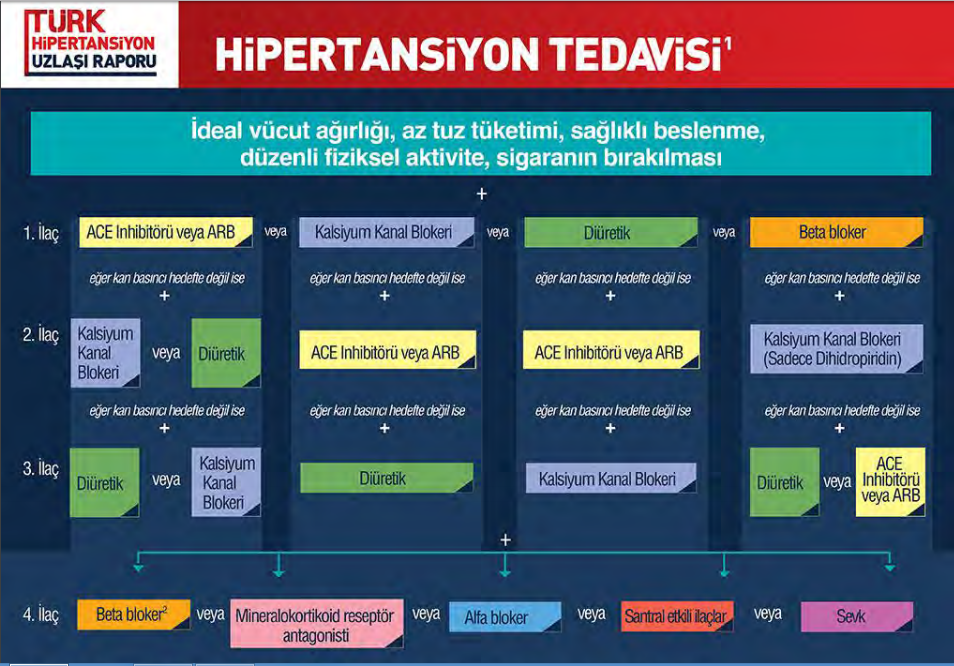 TÜRK
HİPERTANSİYON
UZLAŞI RAPORU
HİPERTANSİYON TEDAVİSİ¹
İdeal vücut ağırlığı, az tuz tüketimi, sağlıklı beslenme,
düzenli fiziksel aktivite, sigaranın bırakılması
+
1. İlaç ACE Inhibitörü veya ARB veya Kalsiyum Kanal Blokeri veya Diüretik veya Beta bloker
eğer kan basıncı hedefte değil ise eğer kan basıncı hedefte değil ise eğer kan basıncı hedefte değil ise eğer kan basıncı hedefte değil ise
+ + + +
2. İlaç
Kalsiyum
Kanal
Blokeri
veya
Diüretik
ACE Inhibitörü veya ARB
ACE Inhibitörü veya ARB
Kalsiyum Kanal Blokeri
(Sadece Dihidropiridin)
eğer kan basıncı hedefte değil ise eğer kan basıncı hedefte değil ise eğer kan basıncı hedefte değil ise eğer kan basıncı hedefte değil ise
+ + + +
3. İlaç
Diüretik
veya
Kalsiyum
Kanal
Blokeri
Diüretik
Kalsiyum Kanal Blokeri
Diüretik
veya
ACE
Inhibitörü
veya ARB
+
4. İlaç
Beta bloker²
veya
Mineralokortikoid reseptör
antagonisti
veya
Alfa bloker
veya
Santral etkili ilaçlar
veya
Sevk